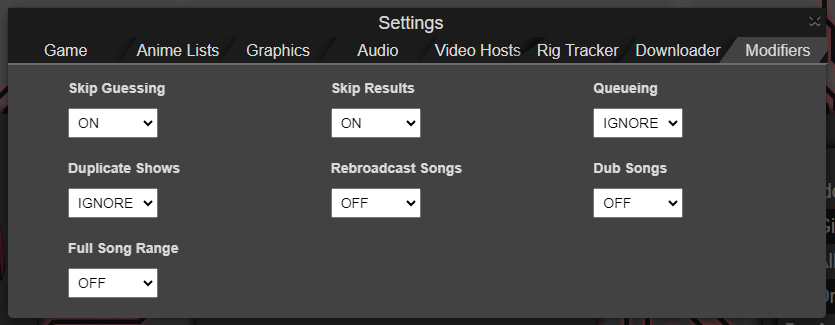 Settings
Game Anime Lists Graphics Audio Video Hosts Rig Tracker Downloader Modifiers
Skip Guessing Skip Results Queueing
ON ON IGNORE
Duplicate Shows Rebroadcast Songs Dub Songs
IGNORE OFF OFF
Full Song Range
OFF